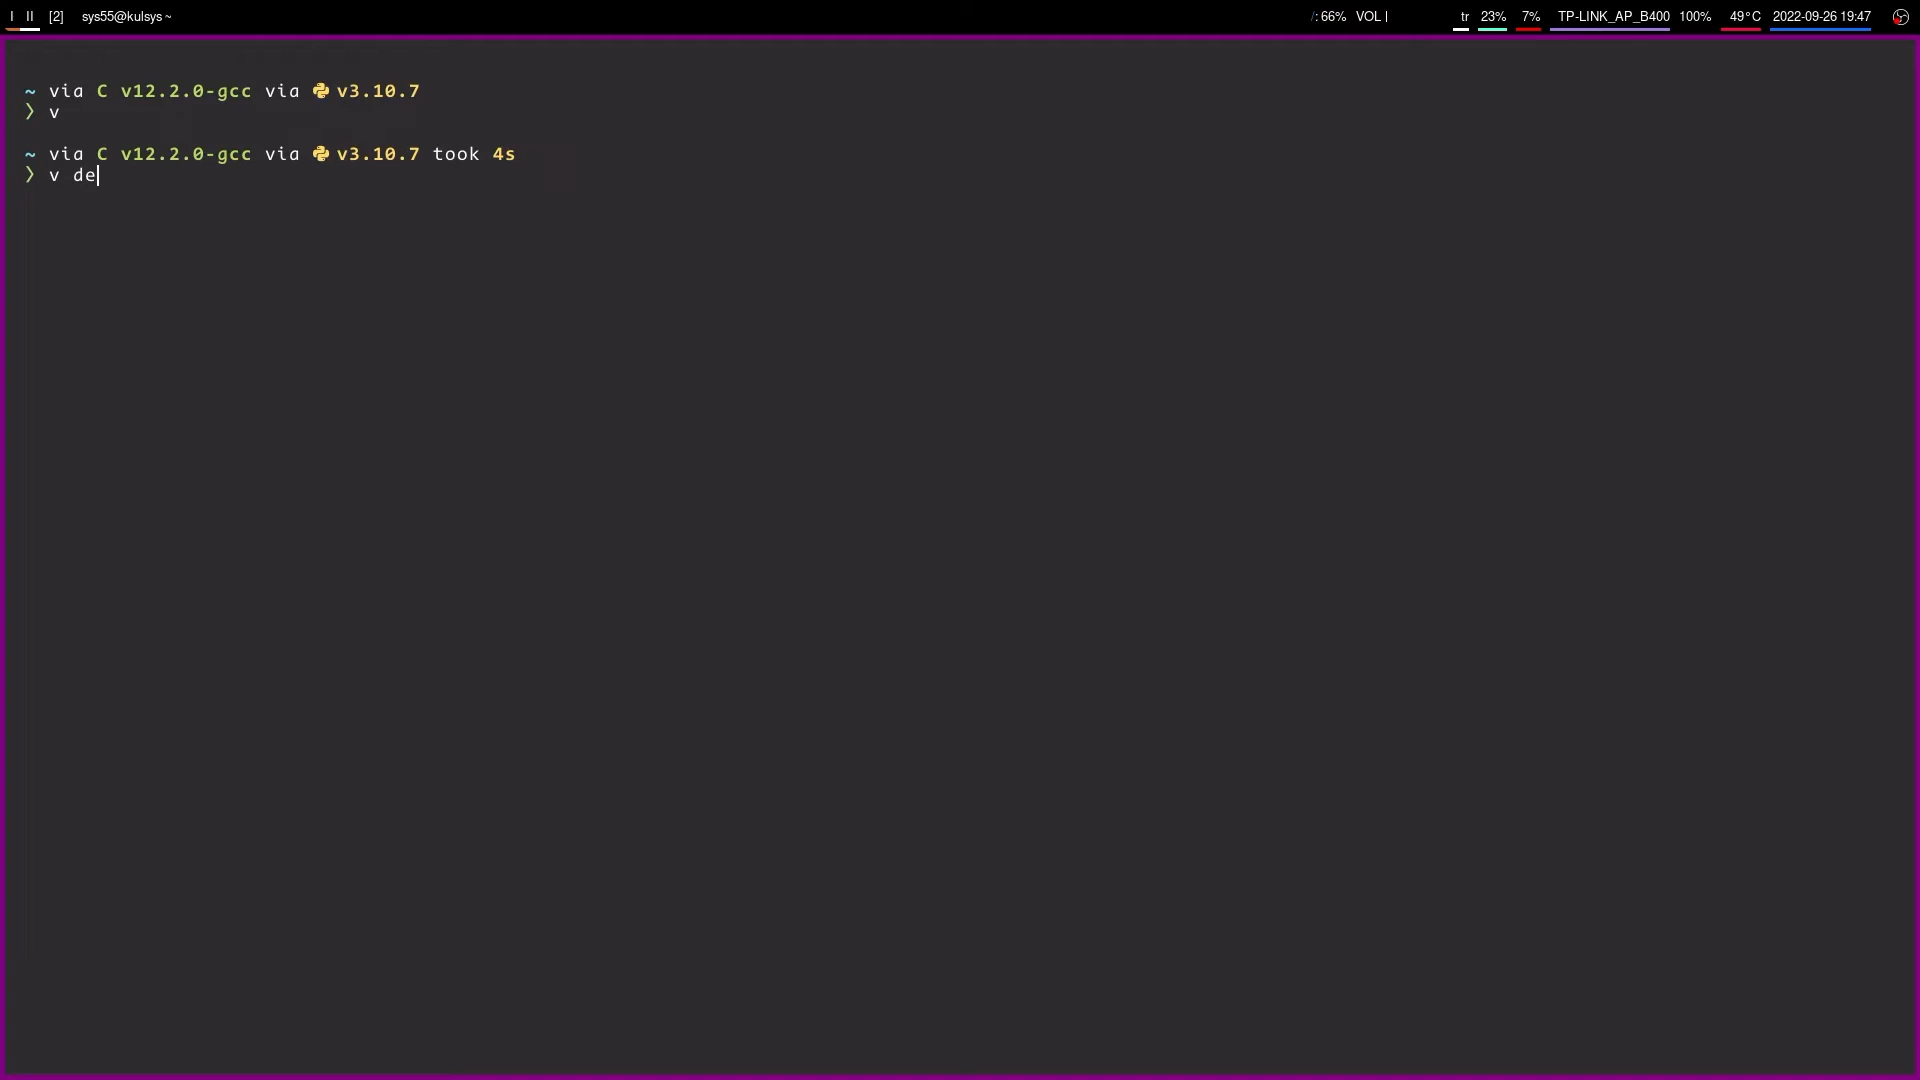 I II [2] sys55@kulsys ~ /: 66% VOL | tr 23% 7% TP-LINK_AP_B400 100% 49°C 2022-09-26 19:47
~ via C v12.2.0-gcc via v3.10.7
❯ v
~ via C v12.2.0-gcc via v3.10.7 took 4s
❯ v de